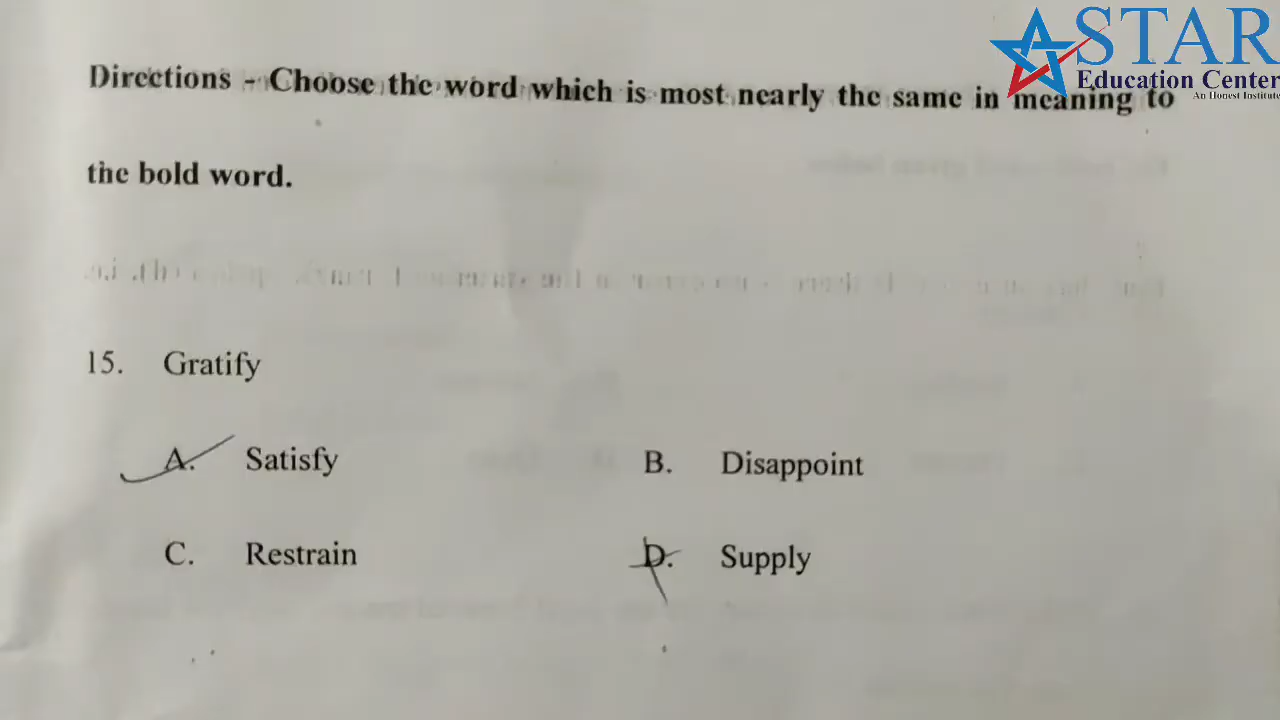 STAR
Education Center
An Honest Institute
Directions - Choose the word which is most nearly the same in meaning to
the bold word.
15. Gratify
A. Satisfy
B. Disappoint
C. Restrain
D. Supply